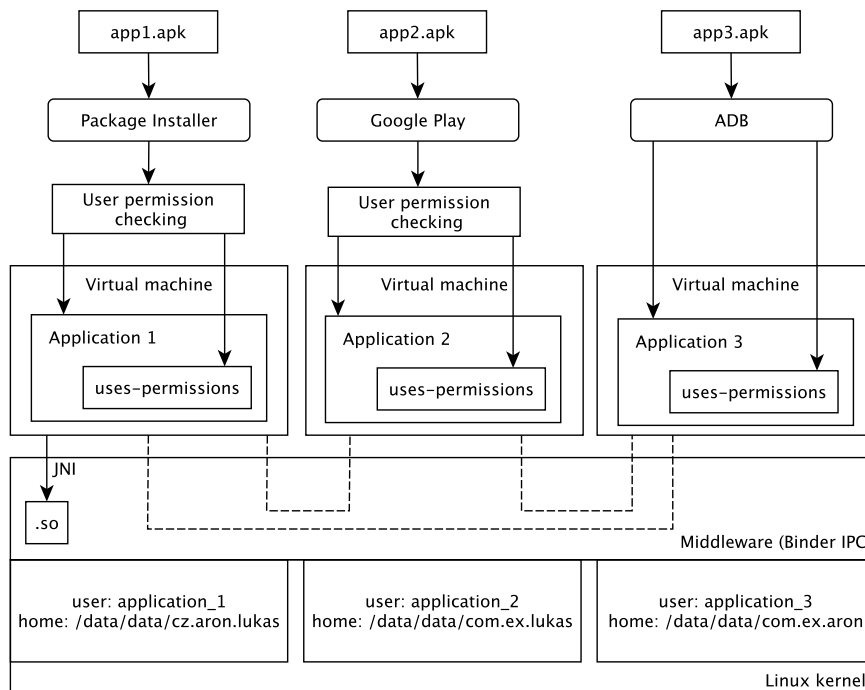 app1.apk
app2.apk
app3.apk
Package Installer
Google Play
ADB
User permission
checking
User permission
checking
Virtual machine
Virtual machine
Virtual machine
Application 1
Application 2
Application 3
uses-permissions
uses-permissions
uses-permissions
JNI
.so
Middleware (Binder IPC
user: application_1
home: /data/data/cz.aron.lukas
user: application_2
home: /data/data/com.ex.lukas
user: application_3
home: /data/data/com.ex.aron
Linux kernel